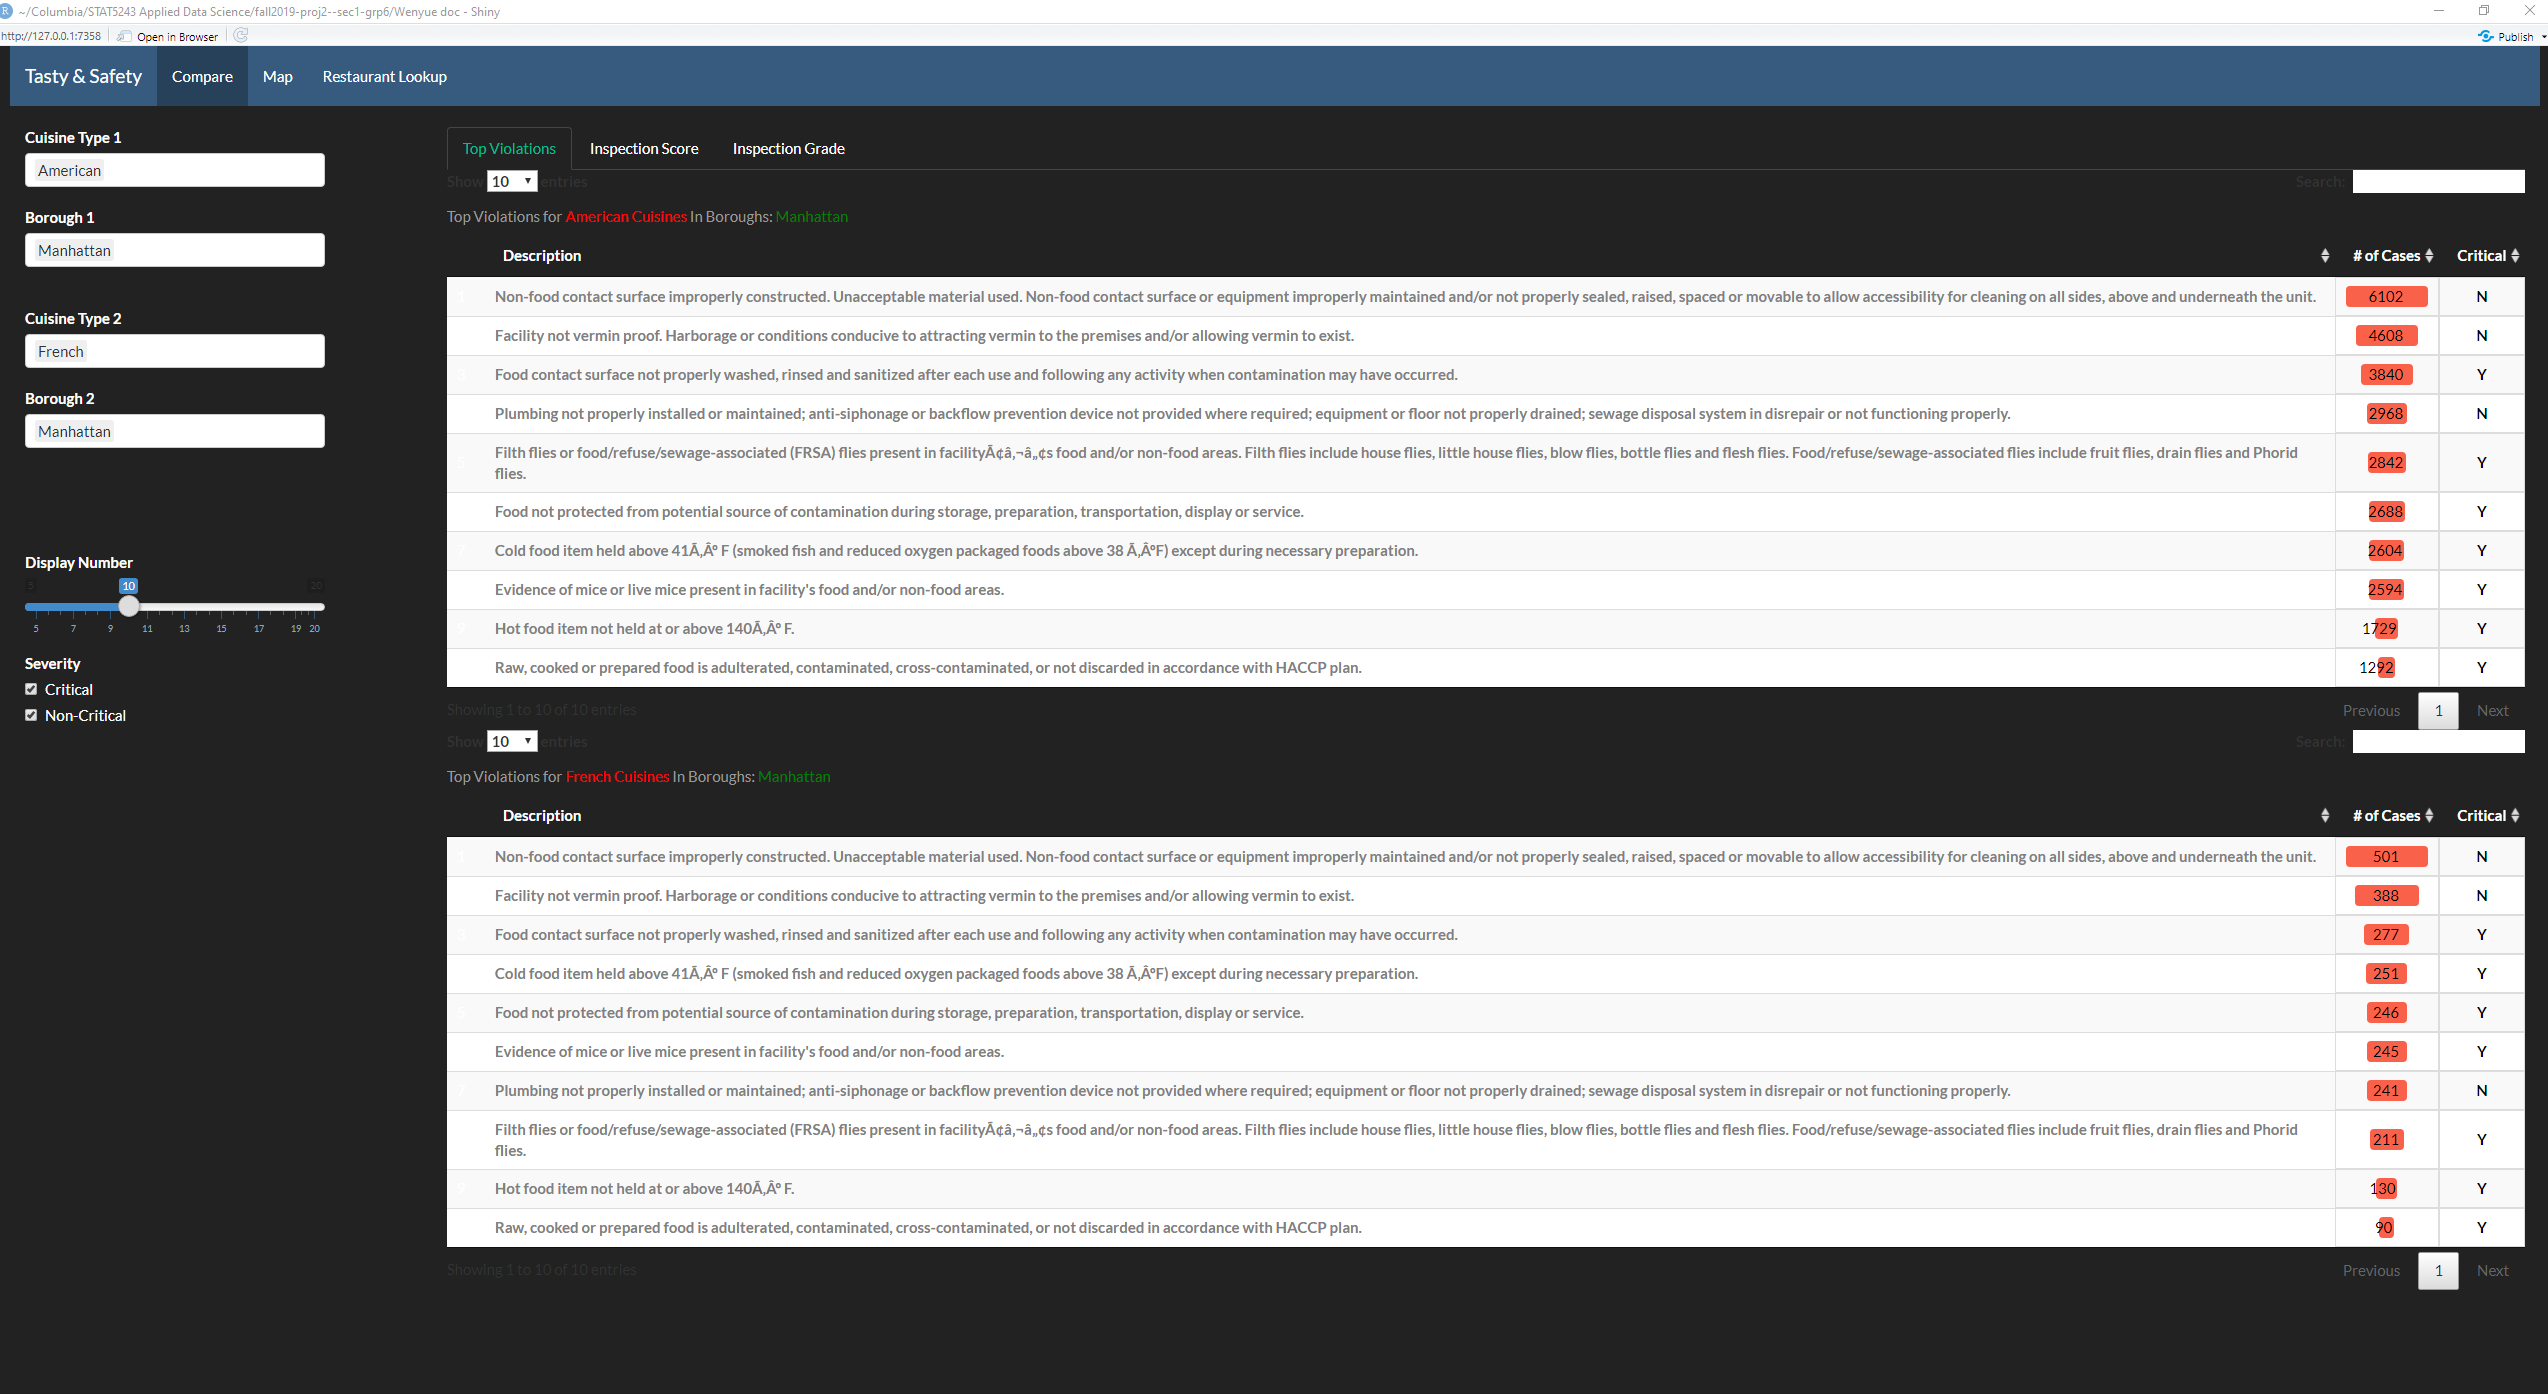 ~/Columbia/STAT5243 Applied Data Science/fall2019-proj2--sec1-grp6/Wenyue doc - Shiny
http://127.0.0.1:7358 Open in Browser Publish
Tasty & Safety Compare Map Restaurant Lookup
Cuisine Type 1
American
Borough 1
Manhattan
Cuisine Type 2
French
Borough 2
Manhattan
Display Number
5 10 20
5 7 9 11 13 15 17 19 20
Severity
Critical
Non-Critical
Top Violations Inspection Score Inspection Grade
Show 10 entries Search:
Top Violations for American Cuisines In Boroughs: Manhattan
Description # of Cases Critical
1 Non-food contact surface improperly constructed. Unacceptable material used. Non-food contact surface or equipment improperly maintained and/or not properly sealed, raised, spaced or movable to allow accessibility for cleaning on all sides, above and underneath the unit. 6102 N
Facility not vermin proof. Harborage or conditions conducive to attracting vermin to the premises and/or allowing vermin to exist. 4608 N
3 Food contact surface not properly washed, rinsed and sanitized after each use and following any activity when contamination may have occurred. 3840 Y
Plumbing not properly installed or maintained; anti-siphonage or backflow prevention device not provided where required; equipment or floor not properly drained; sewage disposal system in disrepair or not functioning properly. 2968 N
5 Filth flies or food/refuse/sewage-associated (FRSA) flies present in facilityÃ¢â‚¬â„¢s food and/or non-food areas. Filth flies include house flies, little house flies, blow flies, bottle flies and flesh flies. Food/refuse/sewage-associated flies include fruit flies, drain flies and Phorid
flies. 2842 Y
Food not protected from potential source of contamination during storage, preparation, transportation, display or service. 2688 Y
7 Cold food item held above 41Ã‚Âº F (smoked fish and reduced oxygen packaged foods above 38 Ã‚ÂºF) except during necessary preparation. 2604 Y
Evidence of mice or live mice present in facility's food and/or non-food areas. 2594 Y
9 Hot food item not held at or above 140Ã‚Âº F. 1729 Y
Raw, cooked or prepared food is adulterated, contaminated, cross-contaminated, or not discarded in accordance with HACCP plan. 1292 Y
Showing 1 to 10 of 10 entries Previous 1 Next
Show 10 entries Search:
Top Violations for French Cuisines In Boroughs: Manhattan
Description # of Cases Critical
1 Non-food contact surface improperly constructed. Unacceptable material used. Non-food contact surface or equipment improperly maintained and/or not properly sealed, raised, spaced or movable to allow accessibility for cleaning on all sides, above and underneath the unit. 501 N
Facility not vermin proof. Harborage or conditions conducive to attracting vermin to the premises and/or allowing vermin to exist. 388 N
3 Food contact surface not properly washed, rinsed and sanitized after each use and following any activity when contamination may have occurred. 277 Y
Cold food item held above 41Ã‚Âº F (smoked fish and reduced oxygen packaged foods above 38 Ã‚ÂºF) except during necessary preparation. 251 Y
5 Food not protected from potential source of contamination during storage, preparation, transportation, display or service. 246 Y
Evidence of mice or live mice present in facility's food and/or non-food areas. 245 Y
7 Plumbing not properly installed or maintained; anti-siphonage or backflow prevention device not provided where required; equipment or floor not properly drained; sewage disposal system in disrepair or not functioning properly. 241 N
Filth flies or food/refuse/sewage-associated (FRSA) flies present in facilityÃ¢â‚¬â„¢s food and/or non-food areas. Filth flies include house flies, little house flies, blow flies, bottle flies and flesh flies. Food/refuse/sewage-associated flies include fruit flies, drain flies and Phorid
flies. 211 Y
9 Hot food item not held at or above 140Ã‚Âº F. 130 Y
Raw, cooked or prepared food is adulterated, contaminated, cross-contaminated, or not discarded in accordance with HACCP plan. 90 Y
Showing 1 to 10 of 10 entries Previous 1 Next